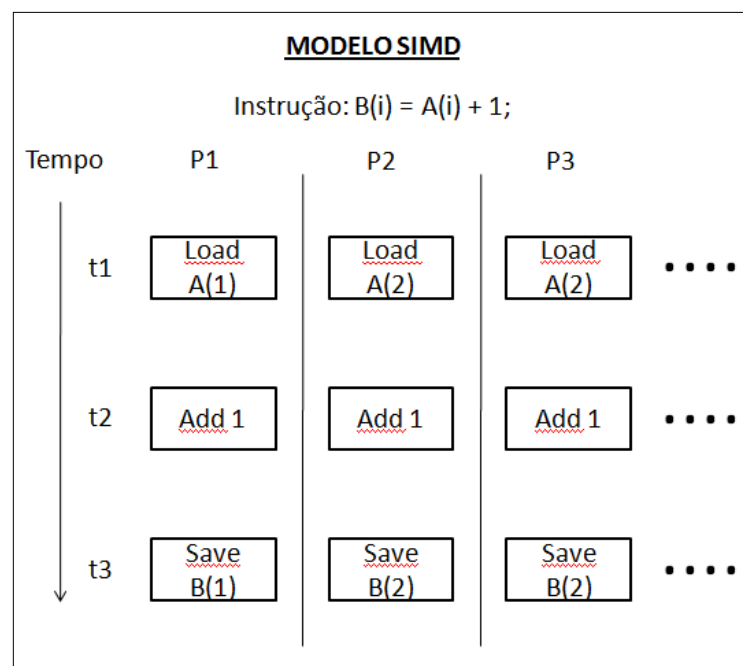 MODELO SIMD
Instrução: B(i) = A(i) + 1;
Tempo P1 P2 P3
t1 Load A(1) Load A(2) Load A(2)
t2 Add 1 Add 1 Add 1
t3 Save B(1) Save B(2) Save B(2)